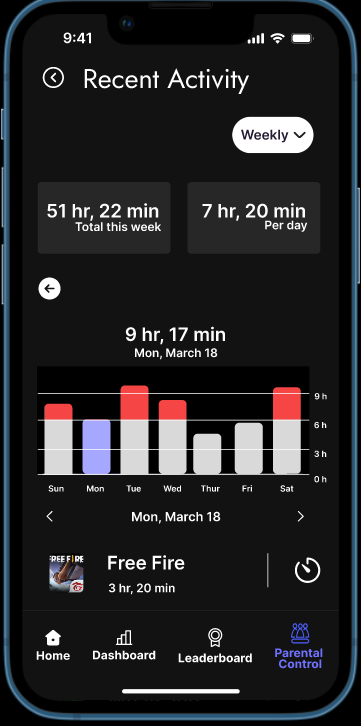 9:41
Recent Activity
Weekly
51 hr, 22 min
Total this week
7 hr, 20 min
Per day
9 hr, 17 min
Mon, March 18
9 h
6 h
3 h
0 h
Sun Mon Tue Wed Thur Fri Sat
Mon, March 18
FREE FIRE
Free Fire
3 hr, 20 min
Home
Dashboard
Leaderboard
Parental
Control